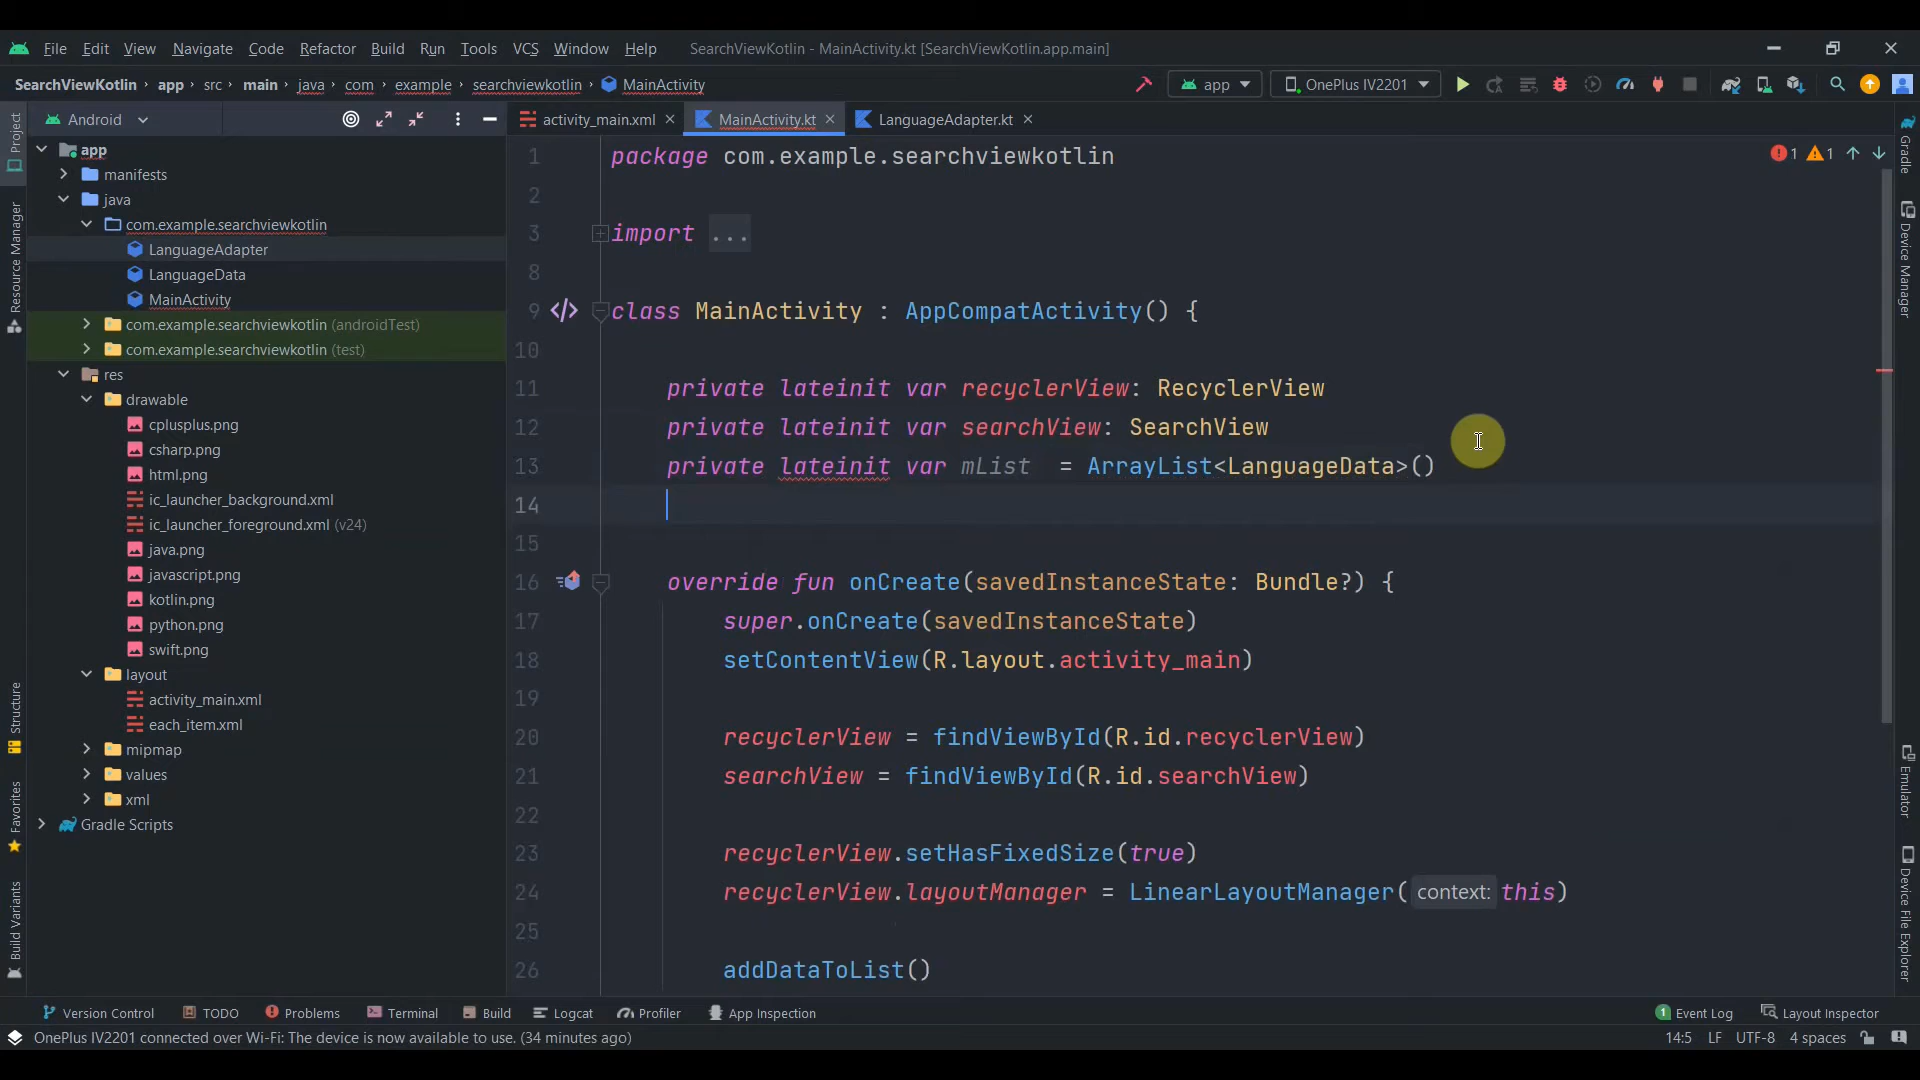 File Edit View Navigate Code Refactor Build Run Tools VCS Window Help SearchViewKotlin - MainActivity.kt [SearchViewKotlin.app.main]
SearchViewKotlin › app › src › main › java › com › example › searchviewkotlin › MainActivity app OnePlus IV2201
Android activity_main.xml MainActivity.kt LanguageAdapter.kt
Project
Resource Manager
Structure
Favorites
Build Variants
app
manifests
java
com.example.searchviewkotlin
LanguageAdapter
LanguageData
MainActivity
com.example.searchviewkotlin (androidTest)
com.example.searchviewkotlin (test)
res
drawable
cplusplus.png
csharp.png
html.png
ic_launcher_background.xml
ic_launcher_foreground.xml (v24)
java.png
javascript.png
kotlin.png
python.png
swift.png
layout
activity_main.xml
each_item.xml
mipmap
values
xml
Gradle Scripts
1 package com.example.searchviewkotlin
2
3 import ...
8
9 class MainActivity : AppCompatActivity() {
10
11 private lateinit var recyclerView: RecyclerView
12 private lateinit var searchView: SearchView
13 private lateinit var mList = ArrayList<LanguageData>()
14
15
16 override fun onCreate(savedInstanceState: Bundle?) {
17 super.onCreate(savedInstanceState)
18 setContentView(R.layout.activity_main)
19
20 recyclerView = findViewById(R.id.recyclerView)
21 searchView = findViewById(R.id.searchView)
22
23 recyclerView.setHasFixedSize(true)
24 recyclerView.layoutManager = LinearLayoutManager( context: this)
25
26 addDataToList()
1 1
Gradle
Device Manager
Emulator
Device File Explorer
Version Control TODO Problems Terminal Build Logcat Profiler App Inspection 1 Event Log Layout Inspector
OnePlus IV2201 connected over Wi-Fi: The device is now available to use. (34 minutes ago) 14:5 LF UTF-8 4 spaces